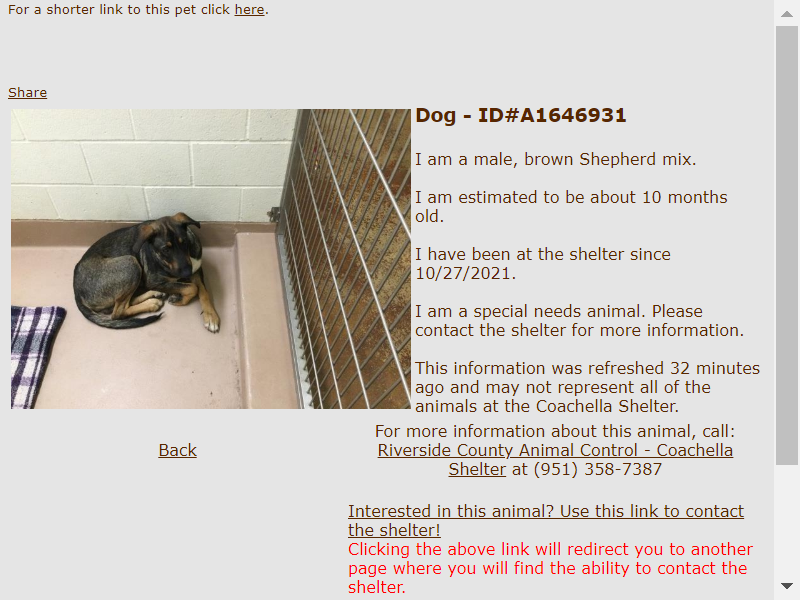 For a shorter link to this pet click here.
Share
Dog - ID#A1646931
I am a male, brown Shepherd mix.
I am estimated to be about 10 months
old.
I have been at the shelter since
10/27/2021.
I am a special needs animal. Please
contact the shelter for more information.
This information was refreshed 32 minutes
ago and may not represent all of the
animals at the Coachella Shelter.
Back
For more information about this animal, call:
Riverside County Animal Control - Coachella
Shelter at (951) 358-7387
Interested in this animal? Use this link to contact
the shelter!
Clicking the above link will redirect you to another
page where you will find the ability to contact the
shelter.